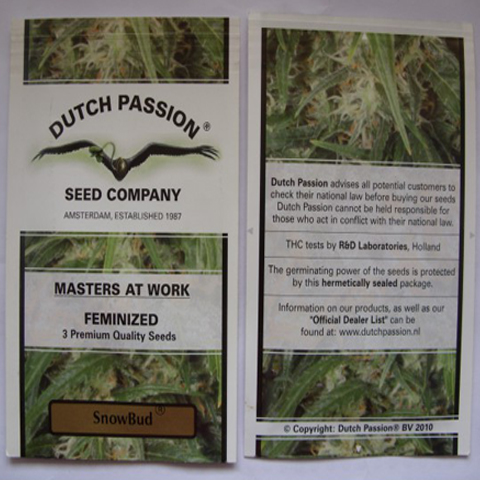 DUTCH PASSION®
SEED COMPANY
AMSTERDAM, ESTABLISHED 1987
MASTERS AT WORK
FEMINIZED
3 Premium Quality Seeds
SnowBud®
Dutch Passion advises all potential customers to
check their national law before buying our seeds
Dutch Passion cannot be held responsible for
those who act in conflict with their national law.
THC tests by R&D Laboratories, Holland
The germinating power of the seeds is protected
by this hermetically sealed package.
Information on our products, as well as our
"Official Dealer List" can be
found at: www.dutchpassion.nl
© Copyright: Dutch Passion® BV 2010